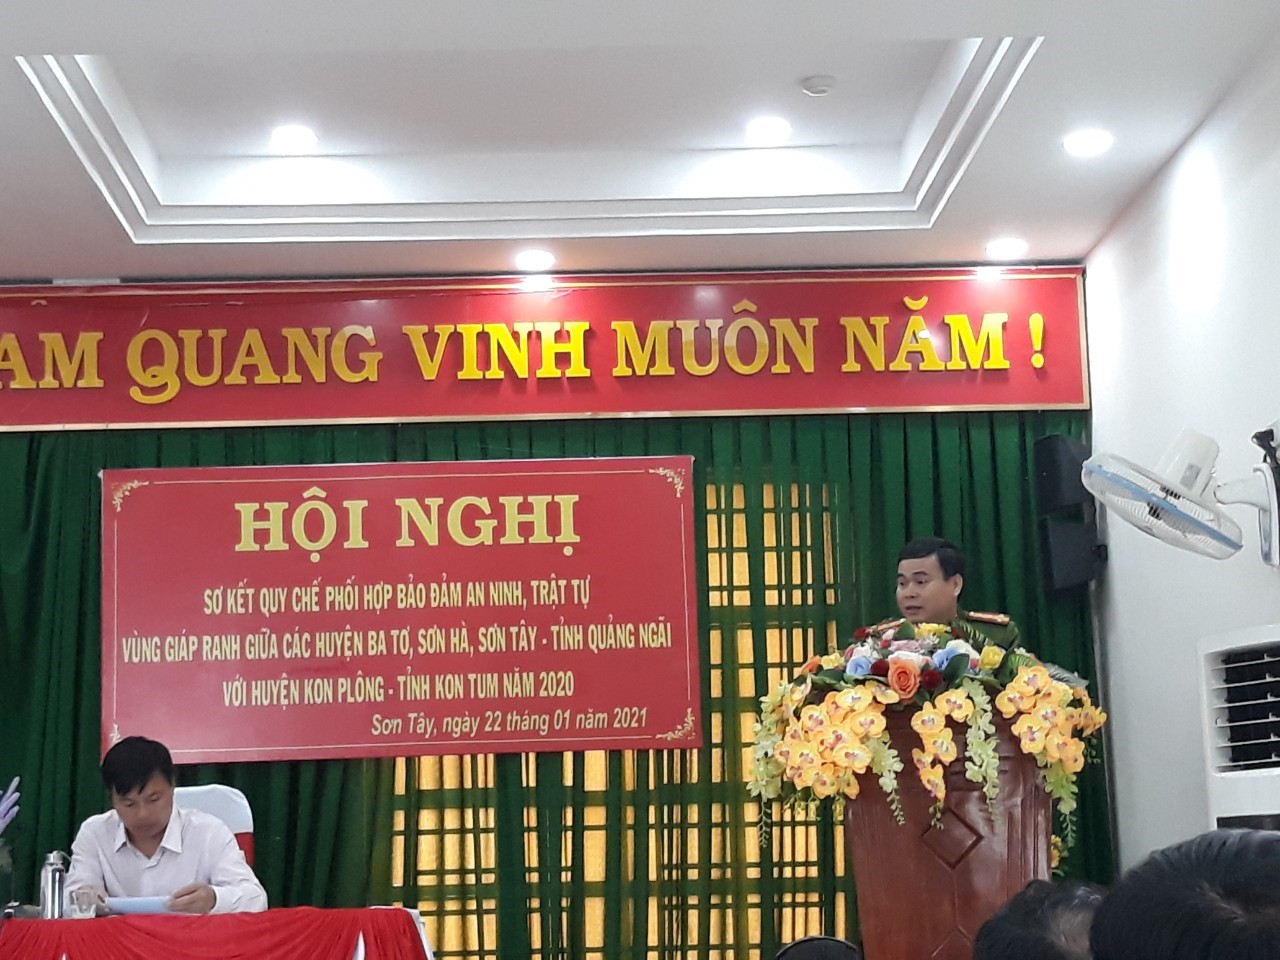 QUANG VINH MUÔN NĂM !
HỘI NGHỊ
SƠ KẾT QUY CHẾ PHỐI HỢP BẢO ĐẢM AN NINH, TRẬT TỰ
VÙNG GIÁP RANH GIỮA CÁC HUYỆN BA TƠ, SƠN HÀ, SƠN TÂY - TỈNH QUẢNG NGÃI
VỚI HUYỆN KON PLÔNG - TỈNH KON TUM NĂM 2020
Sơn Tây, ngày 22 tháng 01 năm 2021